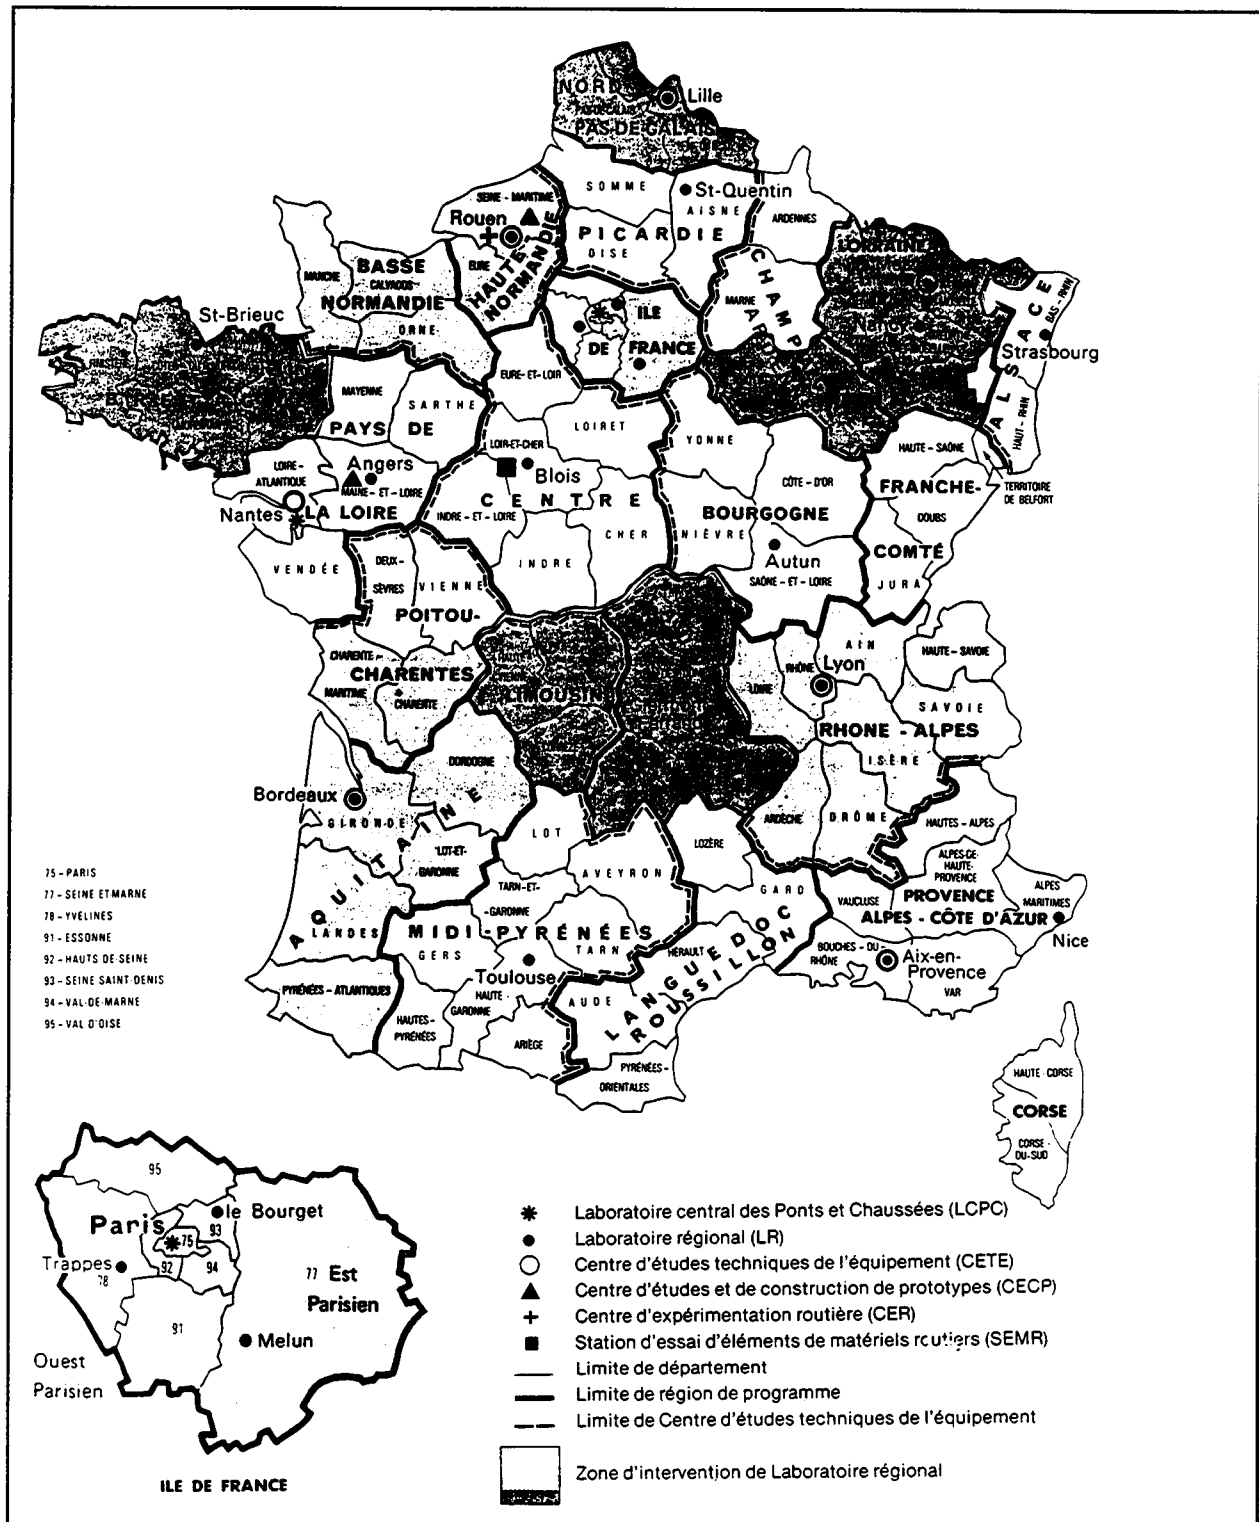 NORD
Lille
PAS-DE-CALAIS
SOMME
St-Quentin
AISNE
ARDENNES
SEINE-MARITIME
Rouen
PICARDIE
OISE
LORRAINE
EURE
HAUTE
NORMANDIE
CHAMP
MARNE
ARD
MANCHE
BASSE
CALVADOS
NORMANDIE
ORNE
ILE
DE
FRANCE
Nancy
ALSACE
BAS-RHIN
Strasbourg
HAUT-RHIN
St-Brieuc
EURE-ET-LOIR
MAYENNE
SARTHE
PAYS DE
LOIRET
YONNE
HAUTE-SAÔNE
LOIR-ET-CHER
LOIRE-
ATLANTIQUE
Angers
Blois
CÔTE-D'OR
TERRITOIRE
DE BELFORT
MAINE-ET-LOIRE
CENTRE
FRANCHE-
Nantes
LA LOIRE
INDRE-ET-LOIRE
BOURGOGNE
DOUBS
CHER
NIÈVRE
COMTÉ
VENDÉE
DEUX-
SÈVRES
VIENNE
INDRE
Autun
SAÔNE-ET-LOIRE
JURA
POITOU-
CHARENTE-
MARITIME
CHARENTES
CHARENTE
LIMOUSIN
AIN
HAUTE-SAVOIE
RHÔNE
Lyon
LOIRE
SAVOIE
RHONE-ALPES
ISÈRE
DORDOGNE
Bordeaux
GIRONDE
AQUITAINE
LOT
LOT-ET-
GARONNE
LOZÈRE
ARDÈCHE
DRÔME
HAUTES-ALPES
AVEYRON
ALPES-DE-
HAUTE-
PROVENCE
TARN-ET-
-GARONNE
GARD
VAUCLUSE
PROVENCE
ALPES
MARITIMES
ALPES-CÔTE D'AZUR
Nice
LANDES
MIDI-PYRÉNÉES
GERS
TARN
HÉRAULT
BOUCHES-DU
RHÔNE
Aix-en-
Provence
VAR
Toulouse
LANGUEDOC
ROUSSILLON
PYRÉNÉES-ATLANTIQUES
HAUTE-
GARONNE
AUDE
HAUTES-
PYRÉNÉES
ARIÈGE
PYRÉNÉES-
ORIENTALES
HAUTE-CORSE
CORSE
CORSE-
DU-SUD
75-PARIS
77-SEINE ET-MARNE
78-YVELINES
91-ESSONNE
92-HAUTS-DE-SEINE
93-SEINE SAINT-DENIS
94-VAL-DE-MARNE
95-VAL D'OISE
95
le Bourget
Paris
93
75
Trappes
78
92
94
77 Est
Parisien
91
Melun
Ouest
Parisien
ILE DE FRANCE
Laboratoire central des Ponts et Chaussées (LCPC)
Laboratoire régional (LR)
Centre d'études techniques de l'équipement (CETE)
Centre d'études et de construction de prototypes (CECP)
Centre d'expérimentation routière (CER)
Station d'essai d'éléments de matériels routiers (SEMR)
Limite de département
Limite de région de programme
Limite de Centre d'études techniques de l'équipement
Zone d'intervention de Laboratoire régional